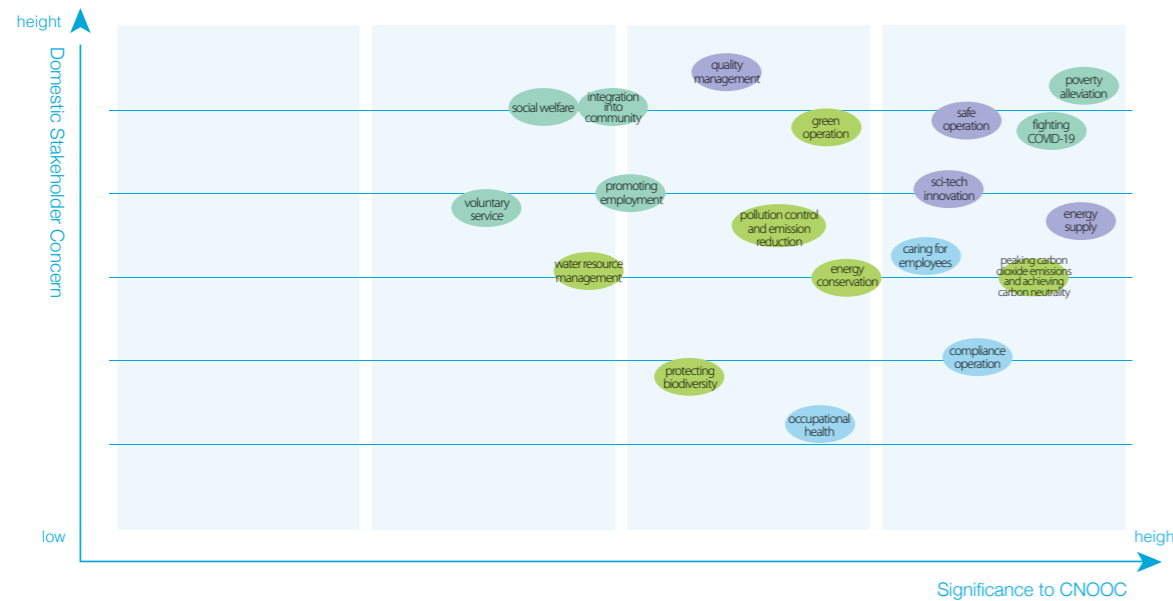 height
Domestic Stakeholder Concern
quality
management
poverty
alleviation
social welfare
integration
into
community
green
operation
safe
operation
fighting
COVID-19
sci-tech
innovation
promoting
employment
voluntary
service
pollution control
and emission
reduction
energy
supply
caring for
employees
water resource
management
energy
conservation
peaking carbon
dioxide emissions
and achieving
carbon neutrality
compliance
operation
protecting
biodiversity
occupational
health
low
height
Significance to CNOOC